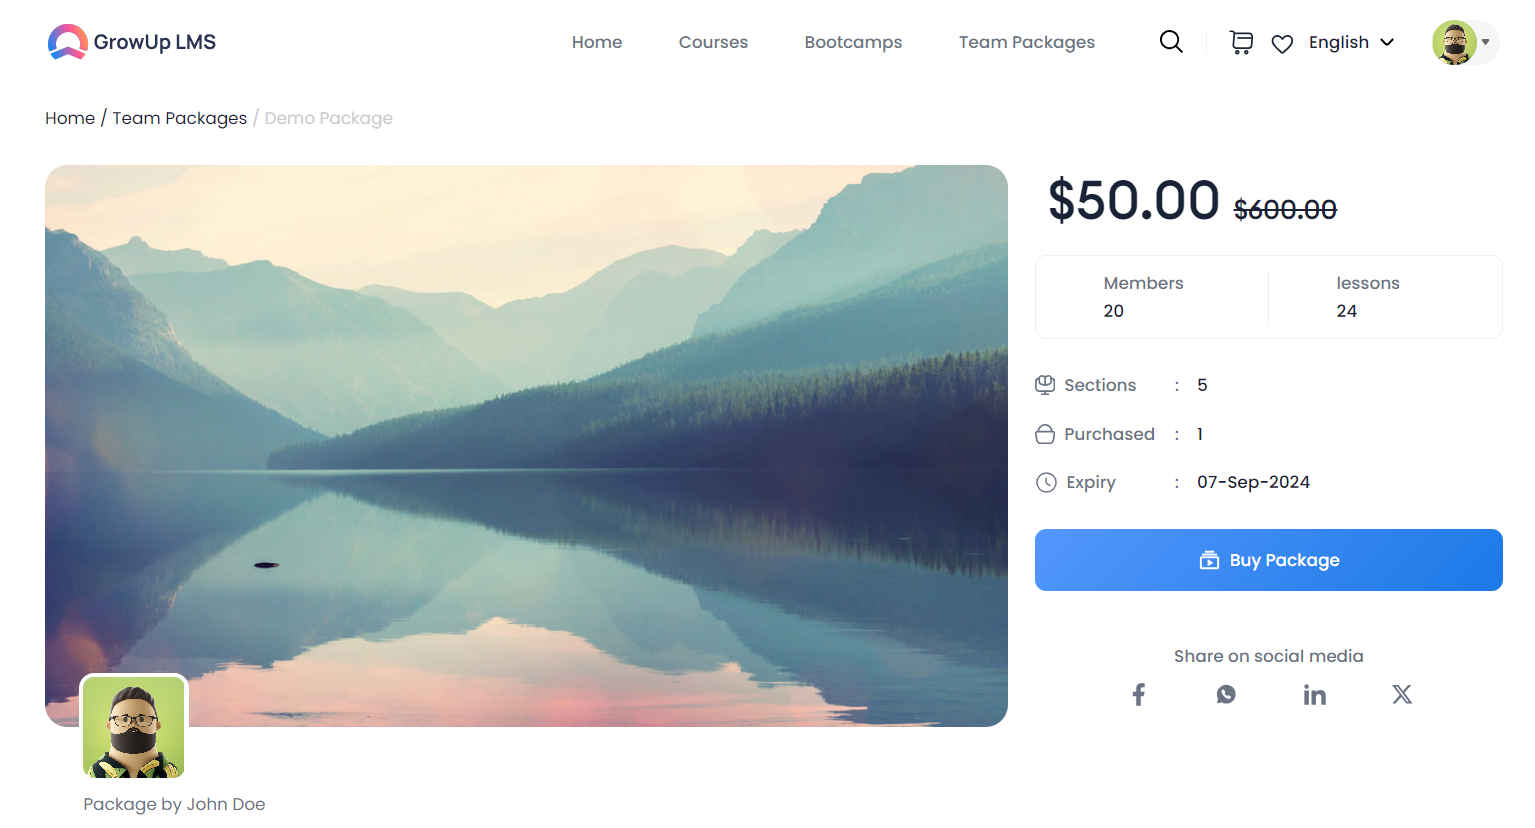 GrowUp LMS
Home Courses Bootcamps Team Packages English
Home / Team Packages / Demo Package
$50.00 $600.00
Members lessons
20 24
Sections : 5
Purchased : 1
Expiry : 07-Sep-2024
Buy Package
Share on social media
Package by John Doe